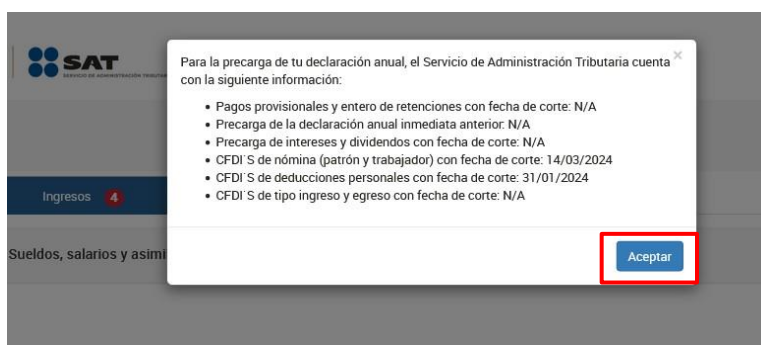 SAT
SERVICIO DE ADMINISTRACIÓN TRIBUTARIA
Para la precarga de tu declaración anual, el Servicio de Administración Tributaria cuenta ×
con la siguiente información:
• Pagos provisionales y entero de retenciones con fecha de corte: N/A
• Precarga de la declaración anual inmediata anterior: N/A
• Precarga de intereses y dividendos con fecha de corte: N/A
• CFDI´S de nómina (patrón y trabajador) con fecha de corte: 14/03/2024
• CFDI´S de deducciones personales con fecha de corte: 31/01/2024
• CFDI´S de tipo ingreso y egreso con fecha de corte: N/A
Ingresos 4
Sueldos, salarios y asimi
Aceptar